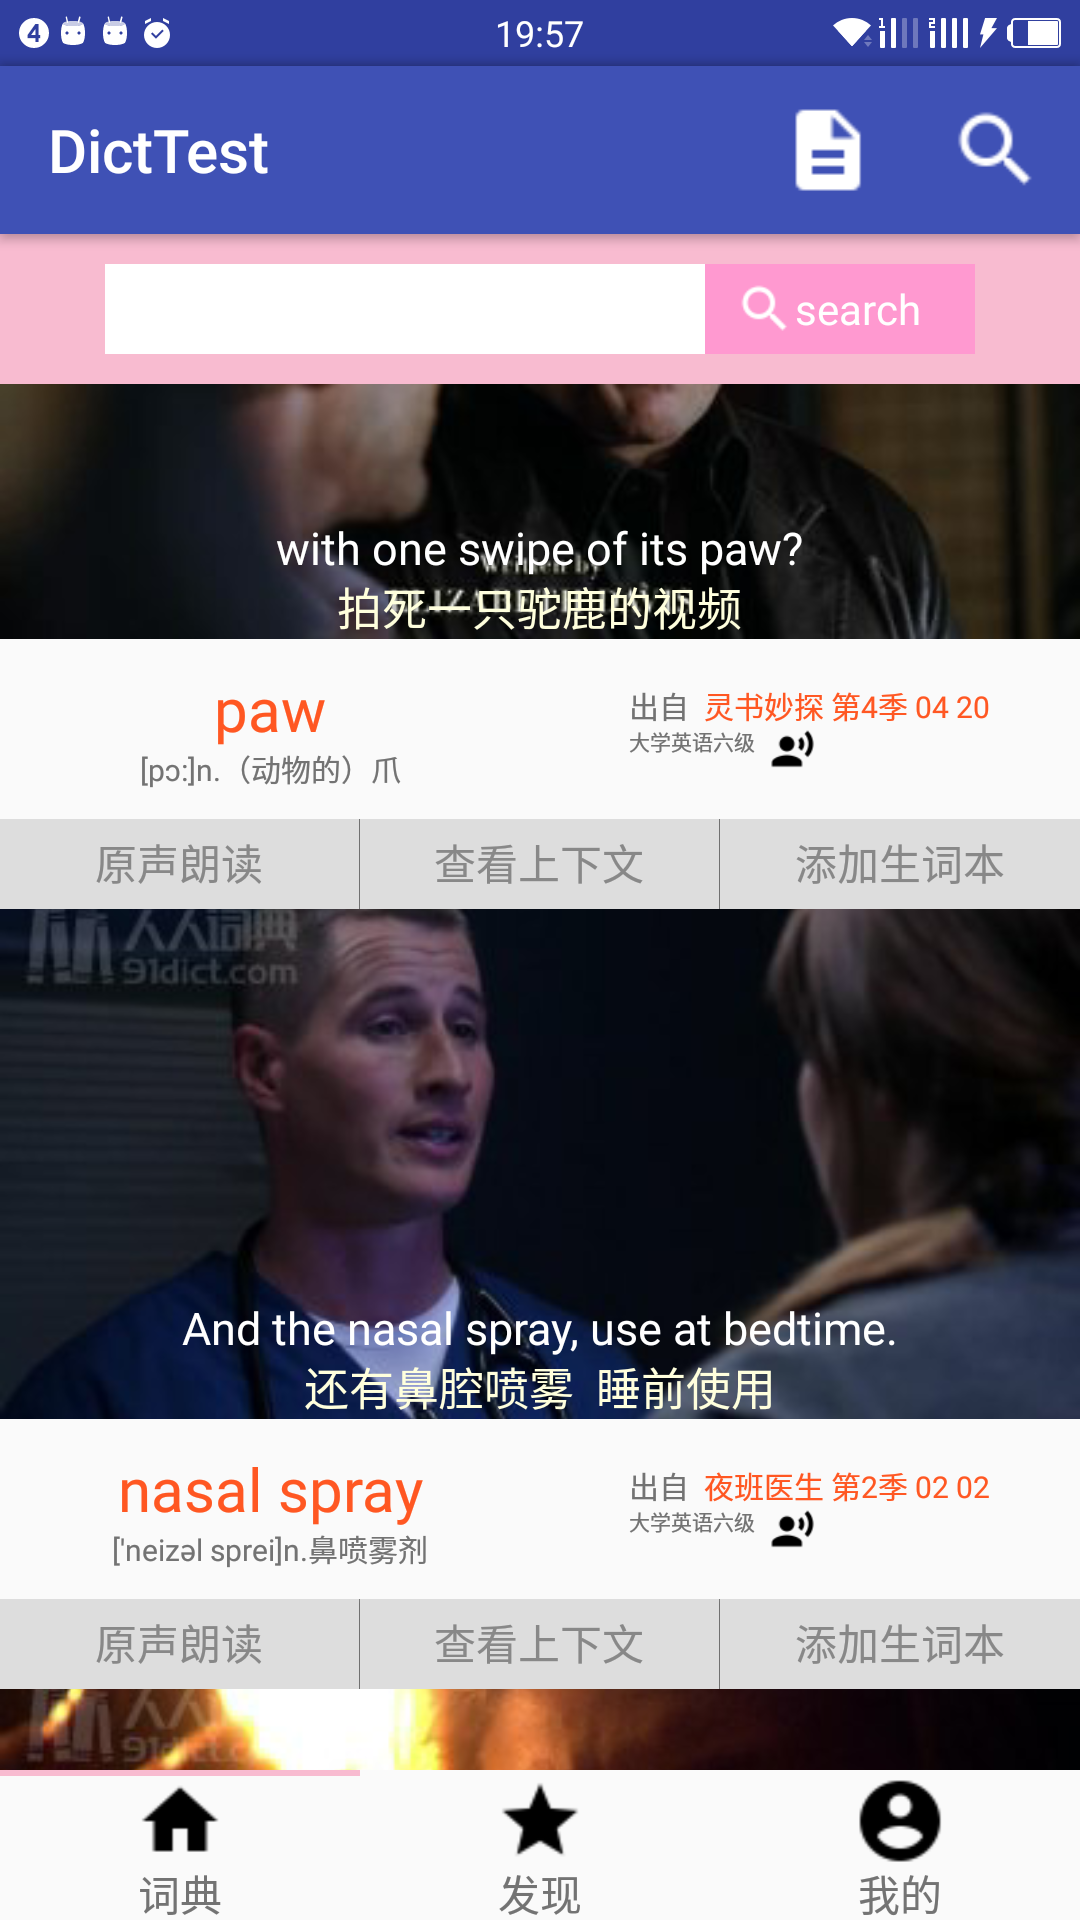 4
19:57
1
2
DictTest
search
with one swipe of its paw?
拍死一只驼鹿的视频
paw
[pɔ:]n.（动物的）爪
出自 灵书妙探 第4季 04 20
大学英语六级
原声朗读
查看上下文
添加生词本
人人词典
91dict.com
And the nasal spray, use at bedtime.
还有鼻腔喷雾 睡前使用
nasal spray
['neizəl sprei]n.鼻喷雾剂
出自 夜班医生 第2季 02 02
大学英语六级
原声朗读
查看上下文
添加生词本
词典
发现
我的